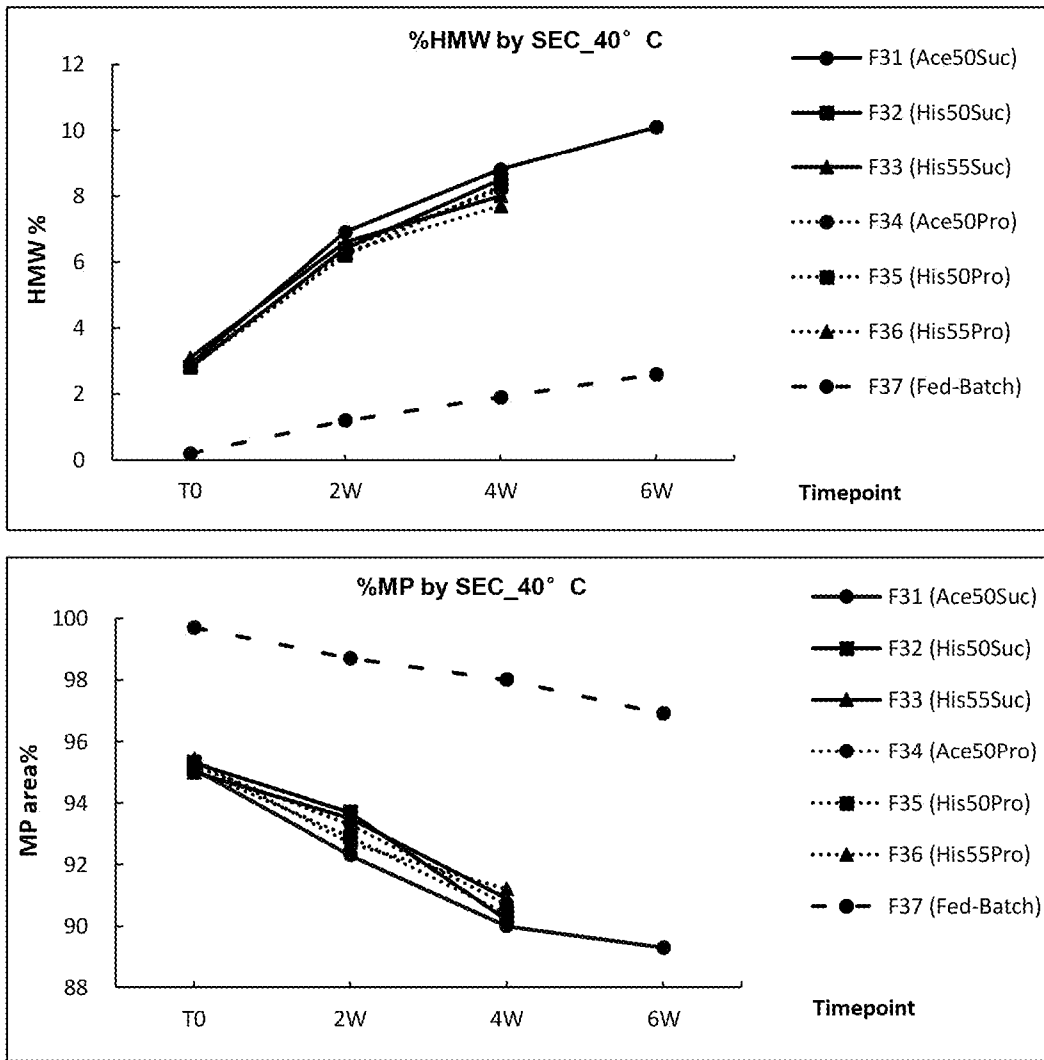 %HMW by SEC_40° C
HMW %
12
10
8
6
4
2
0
T0
2W
4W
6W
Timepoint
F31 (Ace50Suc)
F32 (His50Suc)
F33 (His55Suc)
F34 (Ace50Pro)
F35 (His50Pro)
F36 (His55Pro)
F37 (Fed-Batch)
%MP by SEC_40° C
MP area%
100
98
96
94
92
90
88
T0
2W
4W
6W
Timepoint
F31 (Ace50Suc)
F32 (His50Suc)
F33 (His55Suc)
F34 (Ace50Pro)
F35 (His50Pro)
F36 (His55Pro)
F37 (Fed-Batch)